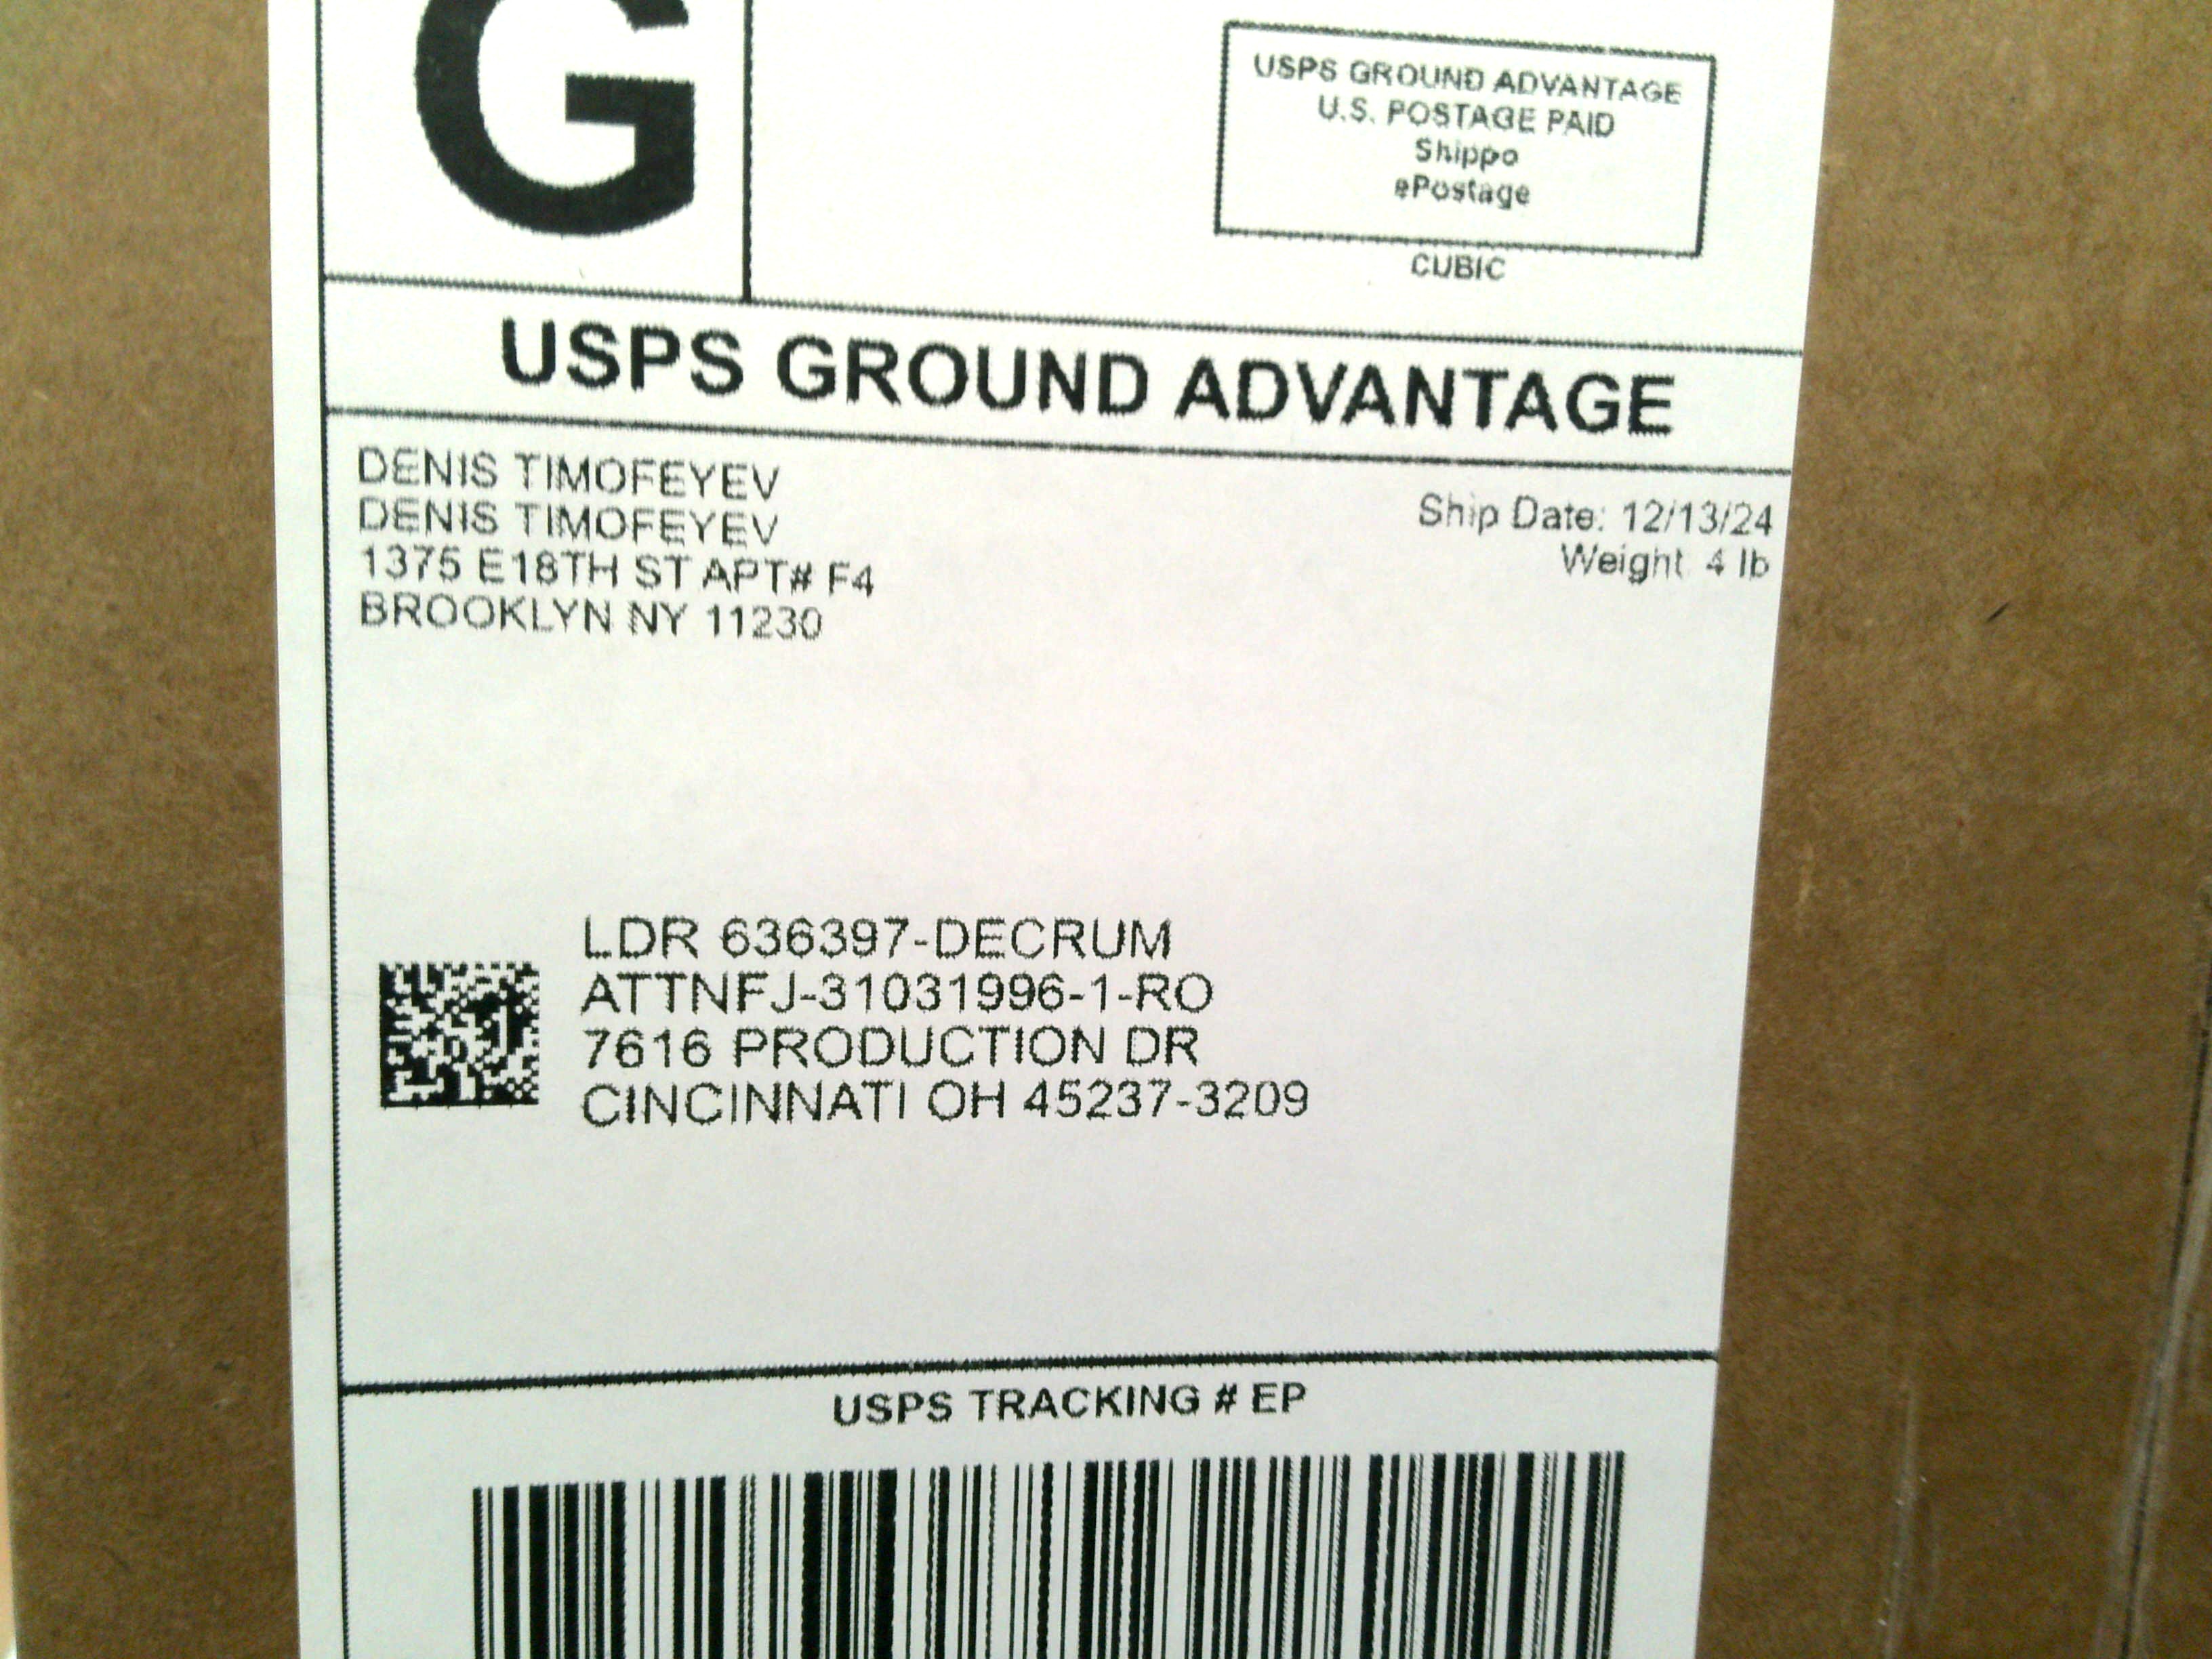 G
USPS GROUND ADVANTAGE
U.S. POSTAGE PAID
Shippo
ePostage
CUBIC
USPS GROUND ADVANTAGE
DENIS TIMOFEYEV
DENIS TIMOFEYEV
1375 E18TH ST APT# F4
BROOKLYN NY 11230
Ship Date: 12/13/24
Weight: 4 lb
LDR 636397-DECRUM
ATTNFJ-31031996-1-RO
7616 PRODUCTION DR
CINCINNATI OH 45237-3209
USPS TRACKING # EP